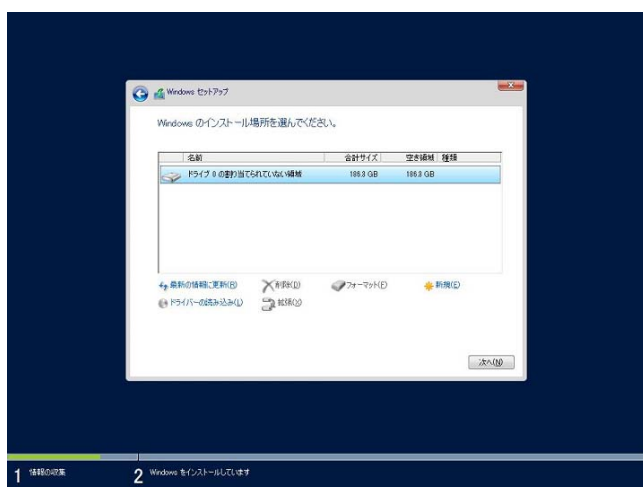 Windows セットアップ
Windows のインストール場所を選んでください。
名前 合計サイズ 空き領域 種類
ドライブ 0 の割り当てられていない領域 186.3 GB 186.3 GB
最新の情報に更新(R) 削除(D) フォーマット(F) 新規(E)
ドライバーの読み込み(L) 拡張(X)
次へ(N)
1 情報の収集 2 Windows をインストールしています